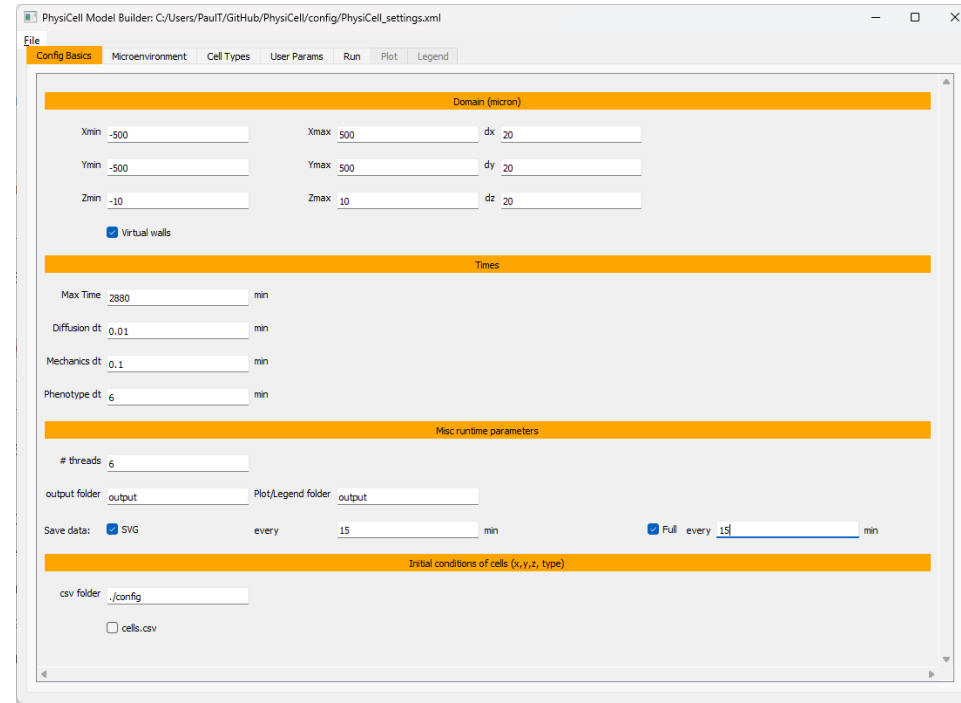 PhysiCell Model Builder: C:/Users/PaulT/GitHub/PhysiCell/config/PhysiCell_settings.xml
File
Config Basics Microenvironment Cell Types User Params Run Plot Legend
Domain (micron)
Xmin -500 Xmax 500 dx 20
Ymin -500 Ymax 500 dy 20
Zmin -10 Zmax 10 dz 20
Virtual walls
Times
Max Time 2880 min
Diffusion dt 0.01 min
Mechanics dt 0.1 min
Phenotype dt 6 min
Misc runtime parameters
# threads 6
output folder output Plot/Legend folder output
Save data: SVG every 15 min Full every 15 min
Initial conditions of cells (x,y,z, type)
csv folder ./config
cells.csv